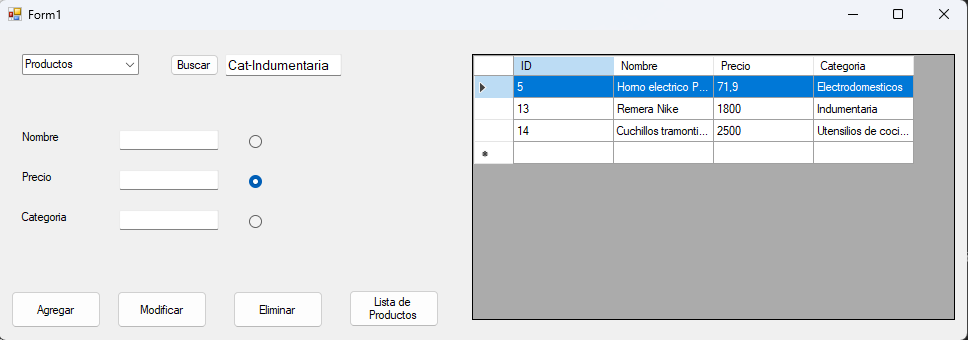 Form1
Productos
Buscar
Cat-Indumentaria
Nombre
Precio
Categoria
Agregar
Modificar
Eliminar
Lista de
Productos
ID Nombre Precio Categoria
5 Horno electrico P... 71,9 Electrodomesticos
13 Remera Nike 1800 Indumentaria
14 Cuchillos tramonti... 2500 Utensilios de coci...